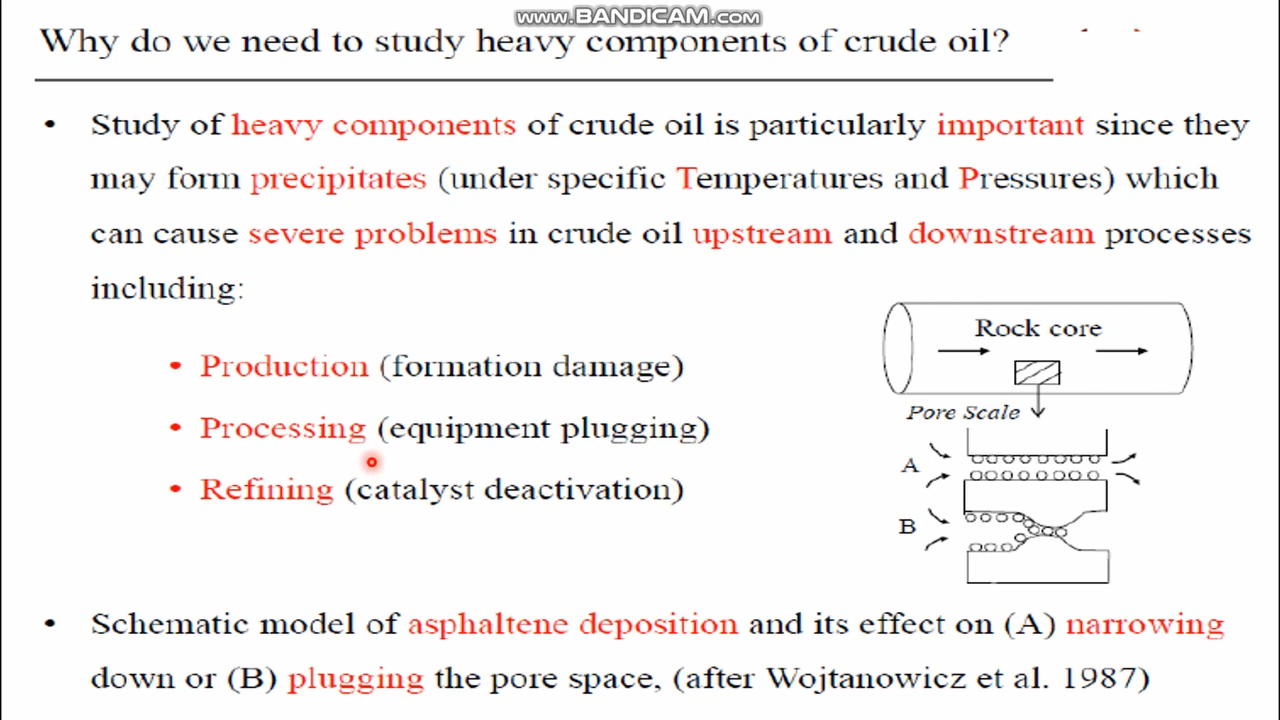 www.BANDICAM.com
Why do we need to study heavy components of crude oil?
• Study of heavy components of crude oil is particularly important since they
may form precipitates (under specific Temperatures and Pressures) which
can cause severe problems in crude oil upstream and downstream processes
including:
• Production (formation damage)
• Processing (equipment plugging)
• Refining (catalyst deactivation)
Rock core
Pore Scale
A
B
• Schematic model of asphaltene deposition and its effect on (A) narrowing
down or (B) plugging the pore space, (after Wojtanowicz et al. 1987)